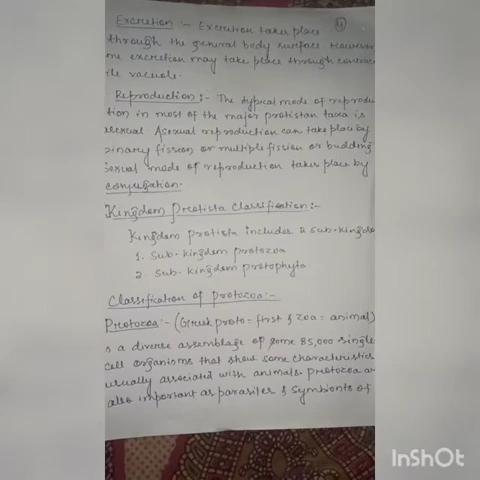 Excretion :- Excretion takes place
4
through the general body surface However
me excretion may take place through contrac
ile vacuole.
Reproduction :- The typical mode of reprodu
tion in most of the major protistan taxa is
asexual. Asexual reproduction can take place by
binary fission or multiple fission or budding
sexual mode of reproduction takes place by
conjugation.
Kingdom Protista Classification :-
Kingdom protista includes 2 sub-kingdo
1. Sub-kingdom protozoa
2. Sub-kingdom protophyta
Classification of Protozoa :-
Protozoa :- (Greek proto = first & zoa = animal)
is a diverse assemblage of some 85,000 single
cell organisms that show some characteristics
usually associated with animals. Protozoa a
also important as parasites & symbionts of
InShOt